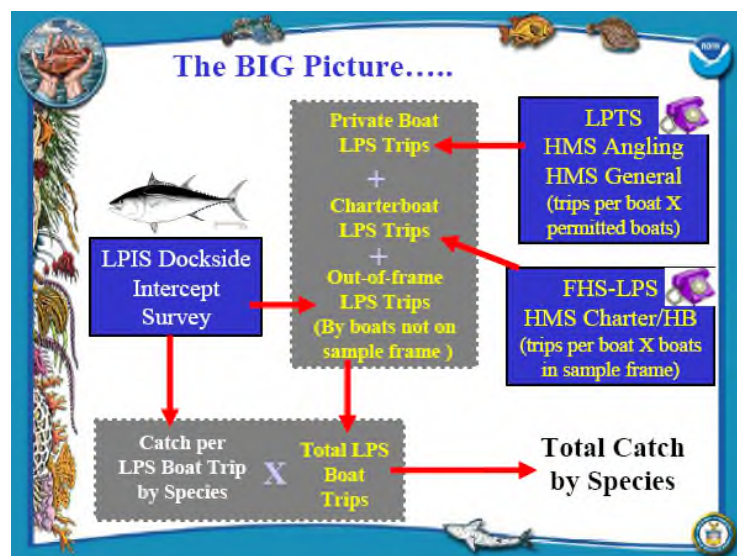 The BIG Picture…..
Private Boat
LPS Trips
+
Charterboat
LPS Trips
+
Out-of-frame
LPS Trips
(By boats not on
sample frame )
LPTS
HMS Angling
HMS General
(trips per boat X
permitted boats)
FHS-LPS
HMS Charter/HB
(trips per boat X boats
in sample frame)
LPIS Dockside
Intercept
Survey
Catch per
LPS Boat Trip
by Species
X
Total LPS
Boat
Trips
Total Catch
by Species